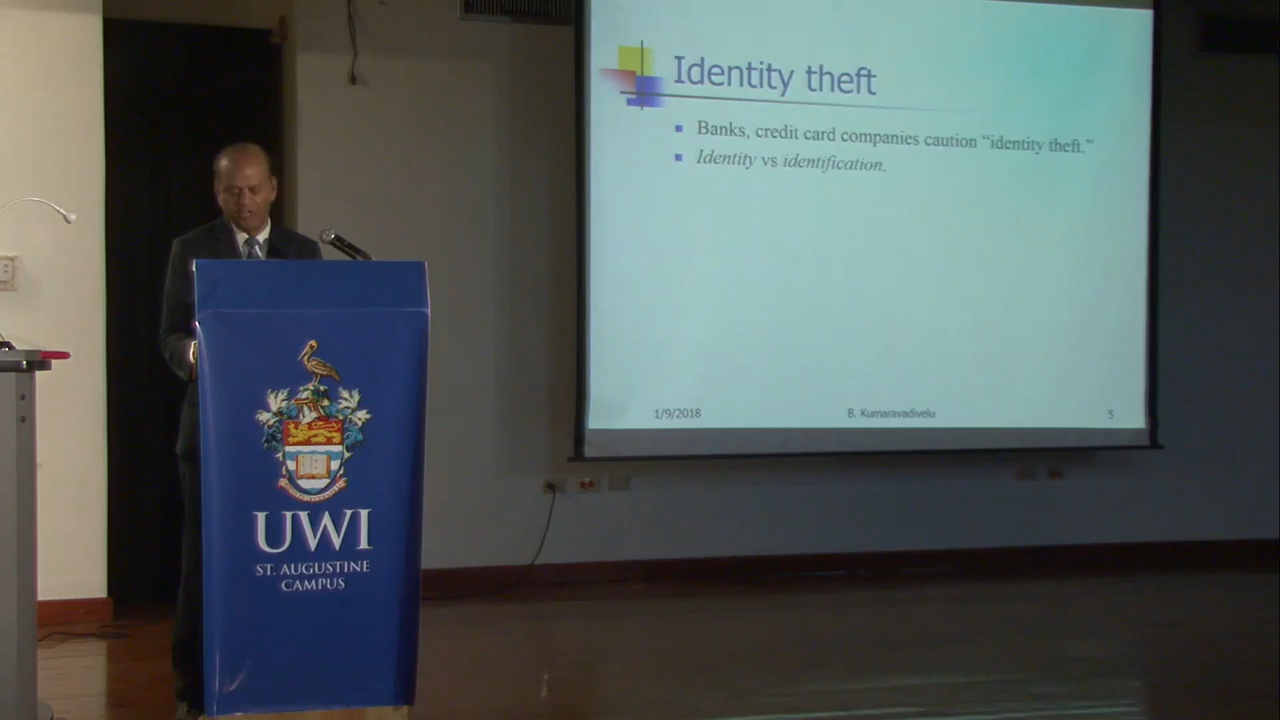 Identity theft
Banks, credit card companies caution “identity theft.”
Identity vs identification.
1/9/2018
B. Kumaravadivelu
5
UWI
ST. AUGUSTINE
CAMPUS